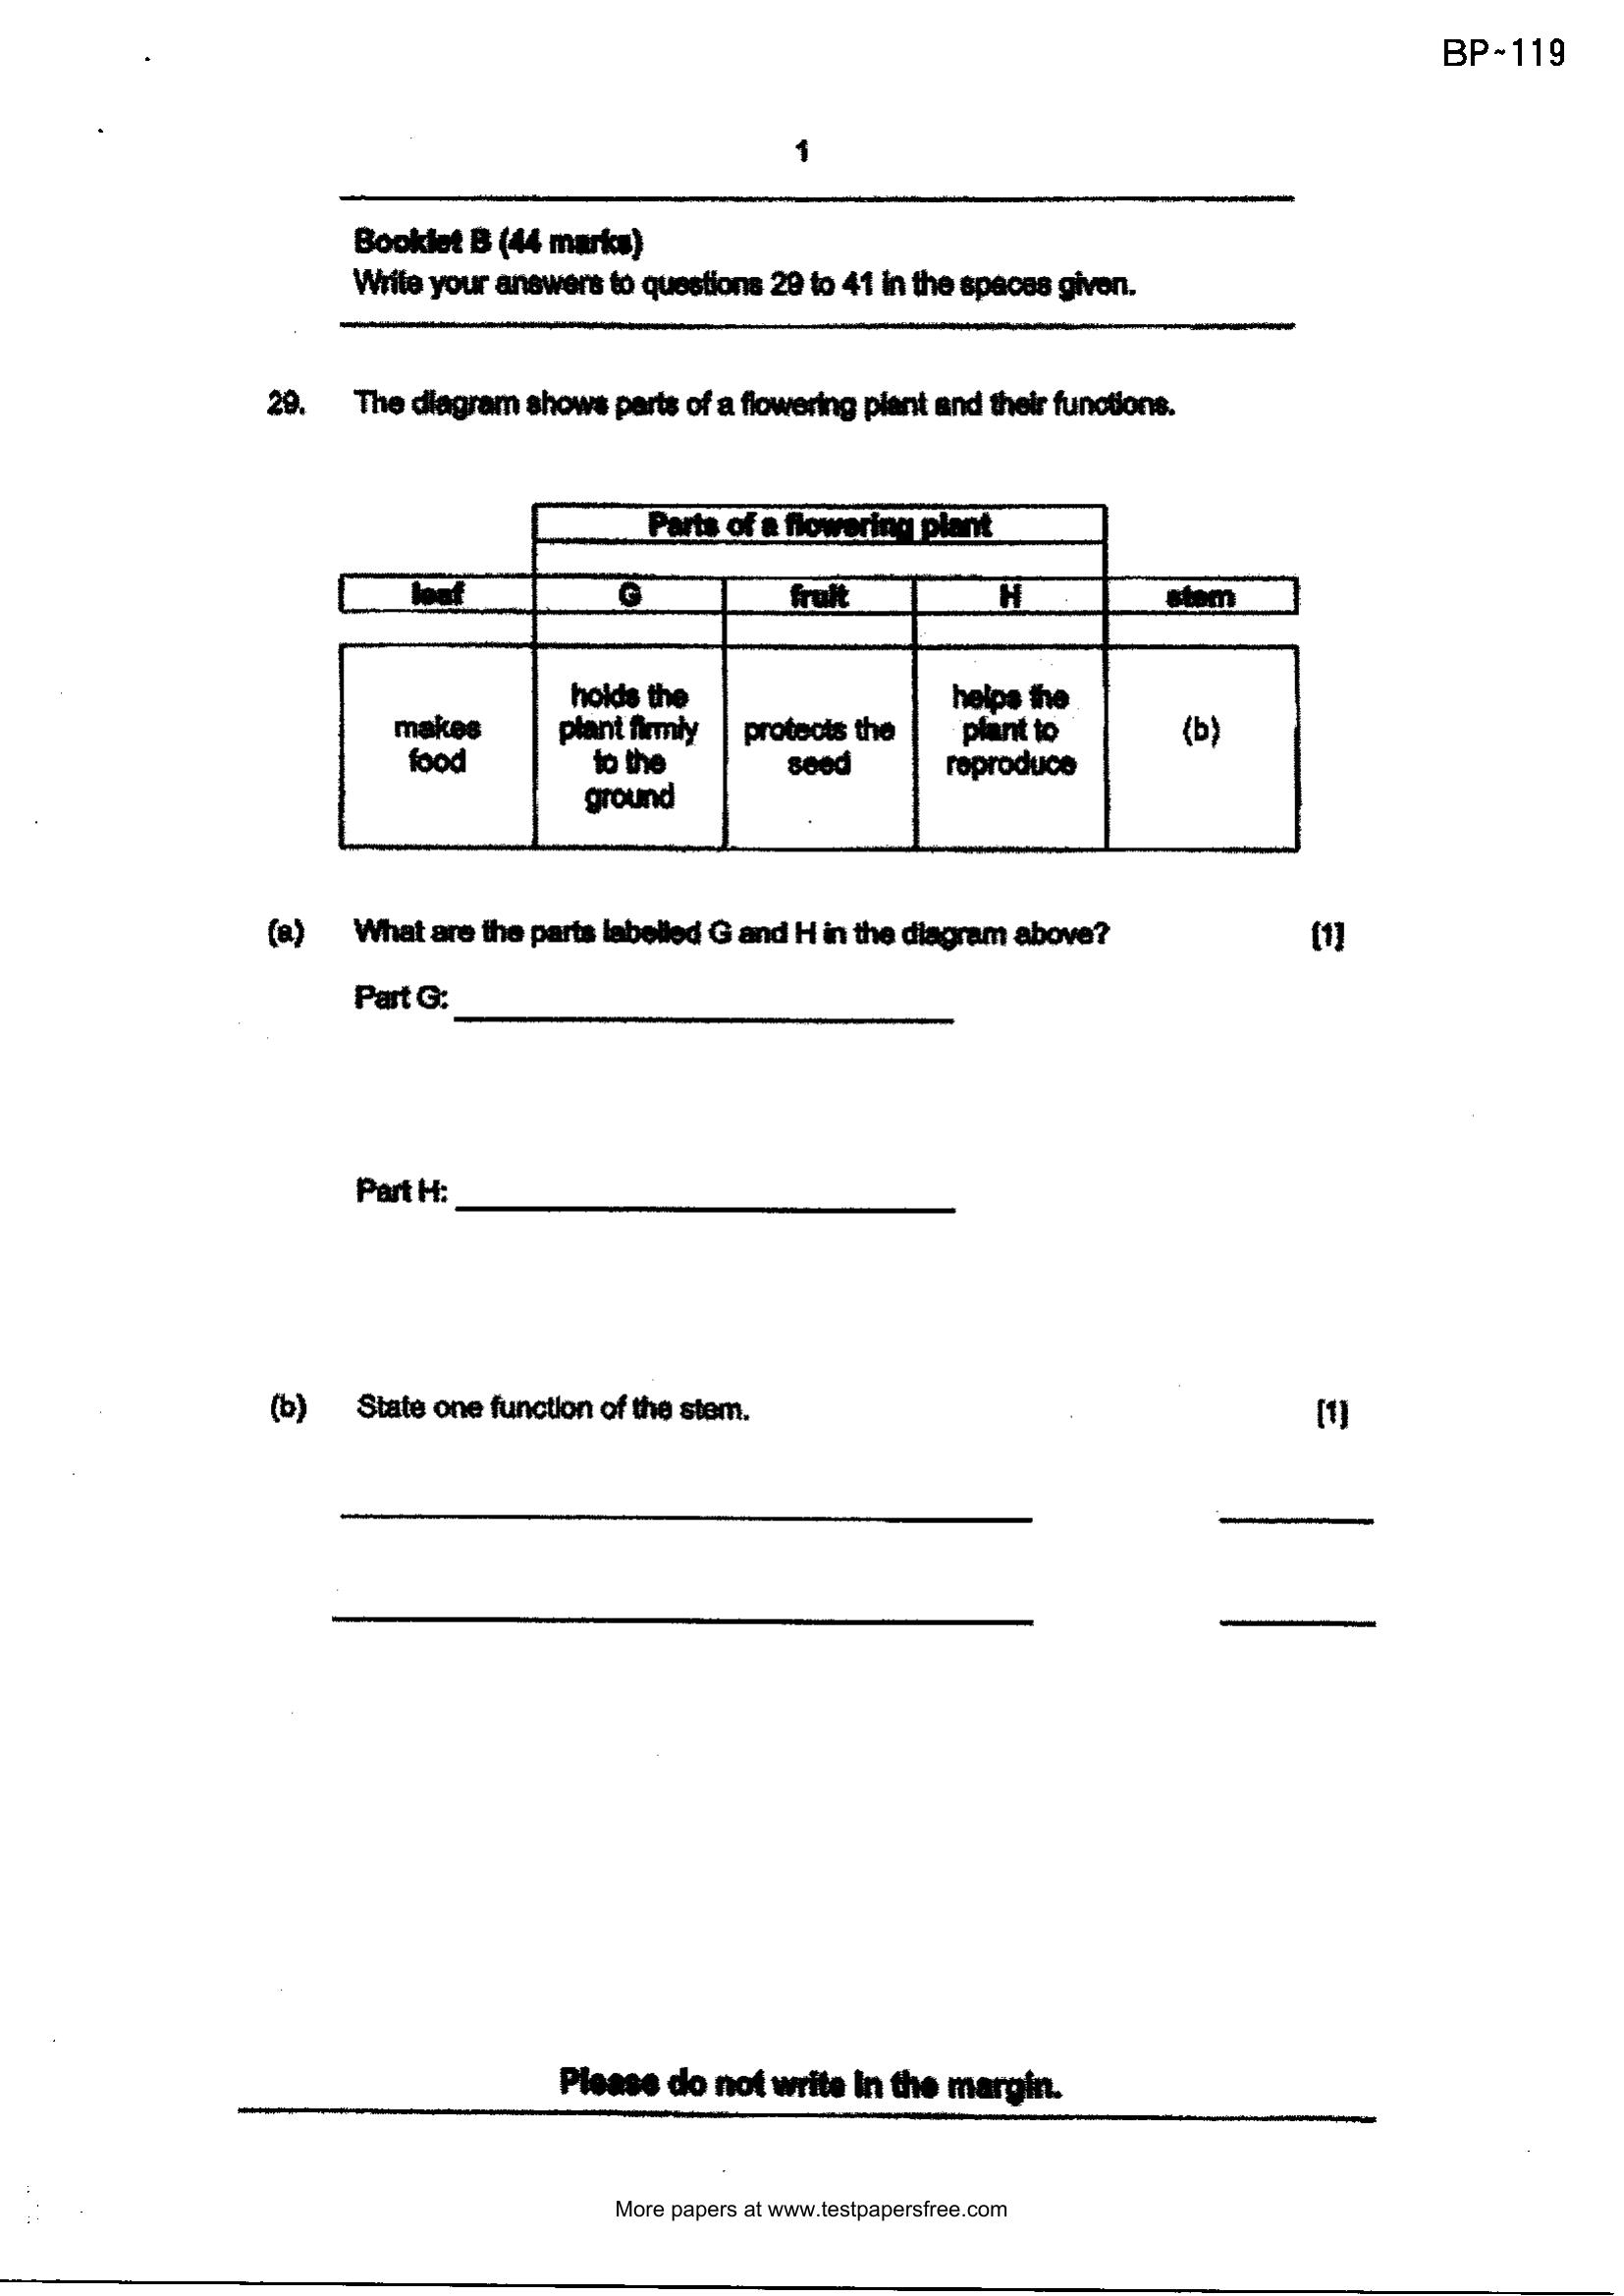 BP~119
1
Booklet B (44 marks)
Write your answers to questions 29 to 41 in the spaces given.
29. The diagram shows parts of a flowering plant and their functions.
Parts of a flowering plant
leaf G fruit H stem
makes food
holds the plant firmly to the ground
protects the seed
helps the plant to reproduce
(b)
(a) What are the parts labelled G and H in the diagram above? [1]
Part G:
Part H:
(b) State one function of the stem. [1]
Please do not write in the margin.
More papers at www.testpapersfree.com